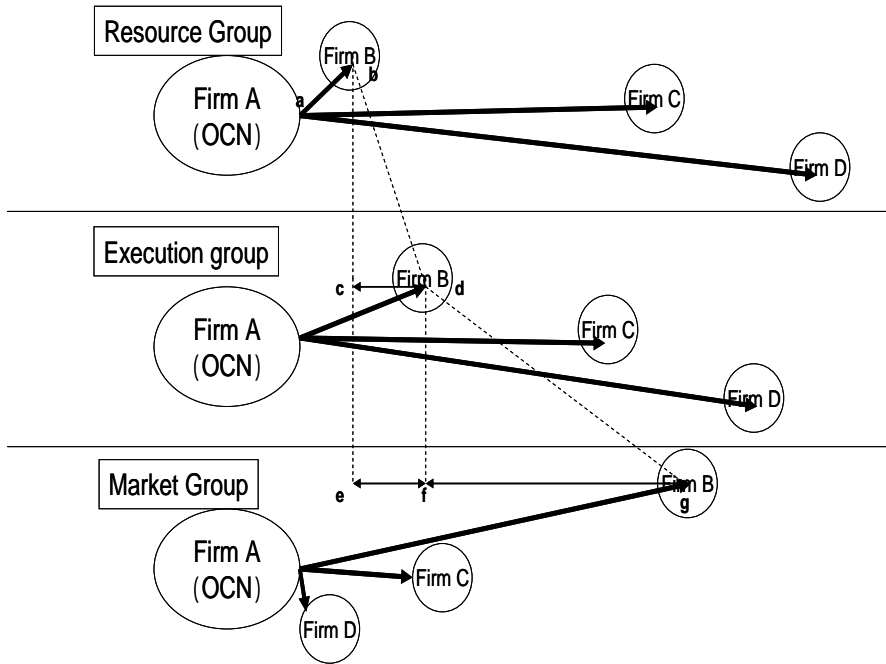 Resource Group
Firm B
b
a
Firm A
(OCN)
Firm C
Firm D
Execution group
Firm B
c
d
Firm A
(OCN)
Firm C
Firm D
Market Group
e
f
Firm B
g
Firm A
(OCN)
Firm C
Firm D